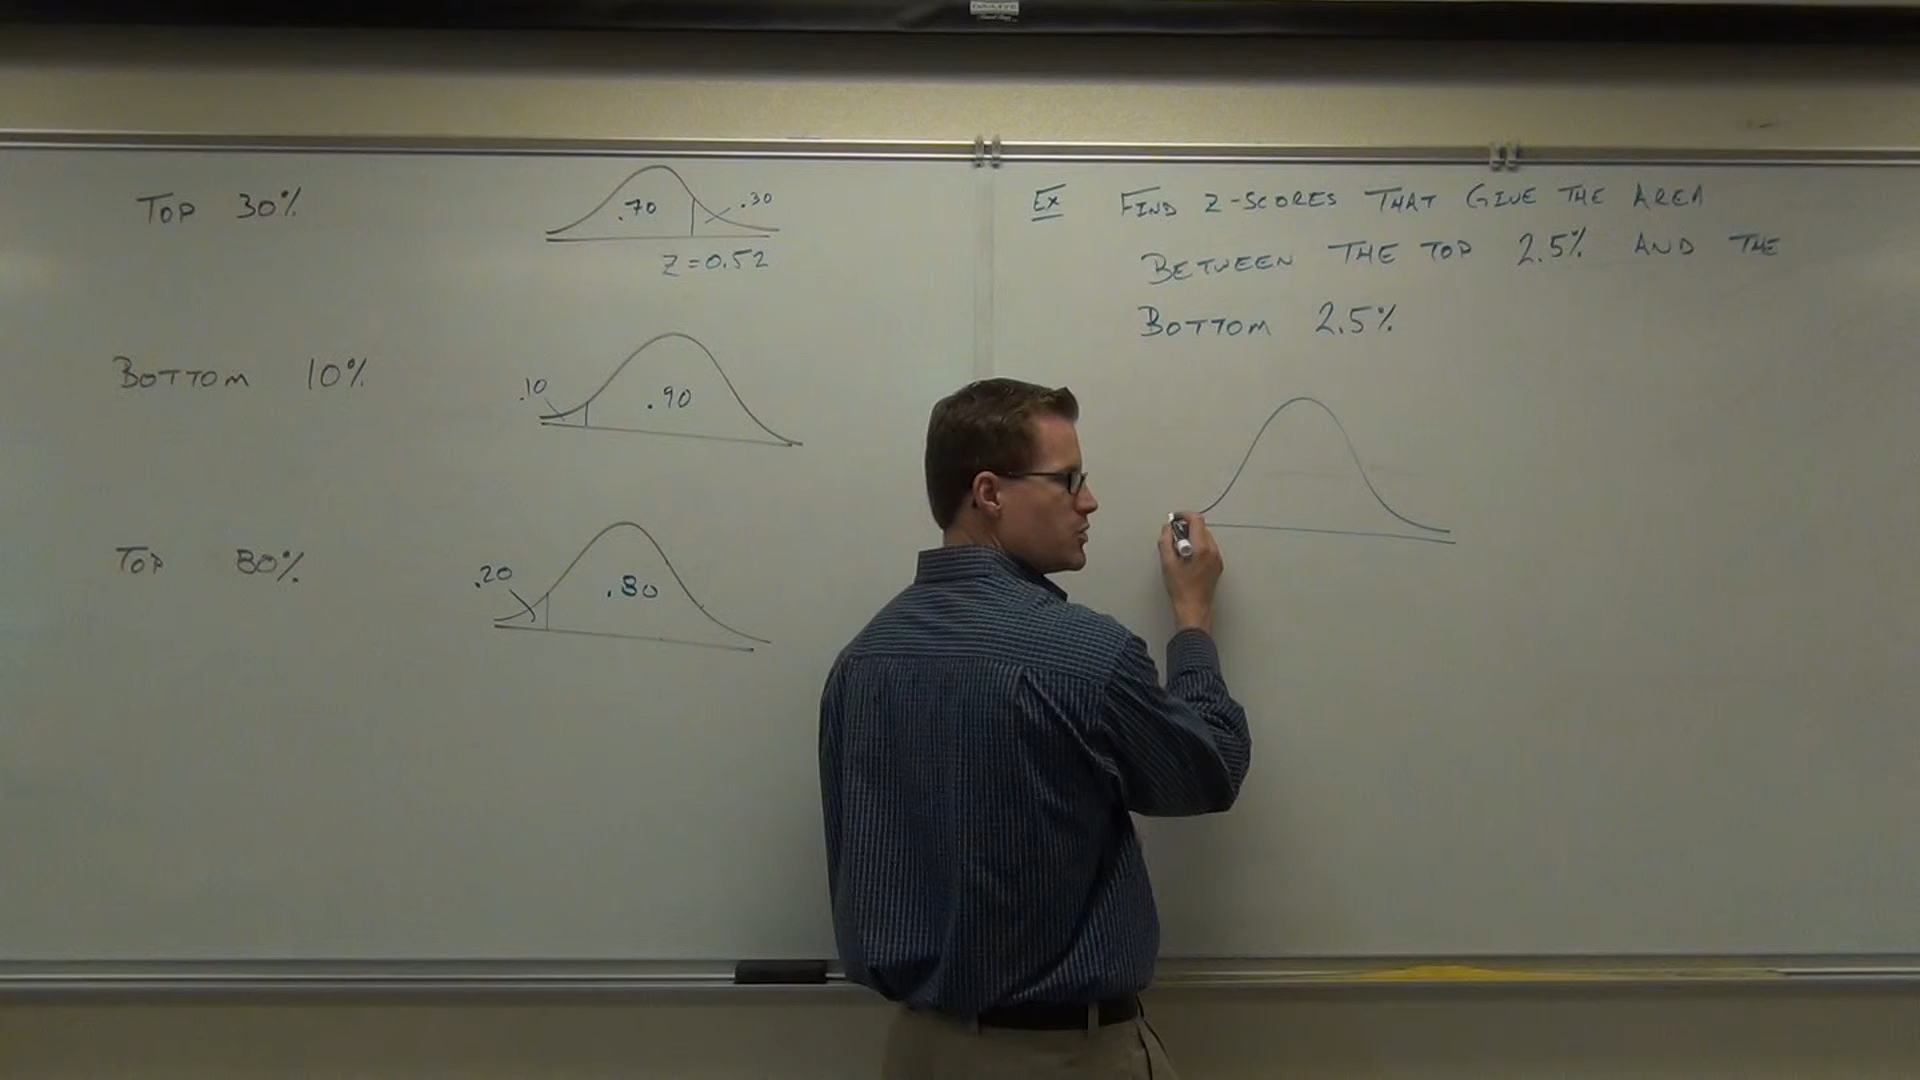 TOP 30%
.70
.30
Z=0.52
BOTTOM 10%
.10
.90
TOP 80%
.20
.80
Ex FIND Z-SCORES THAT GIVE THE AREA
BETWEEN THE TOP 2.5% AND THE
BOTTOM 2.5%